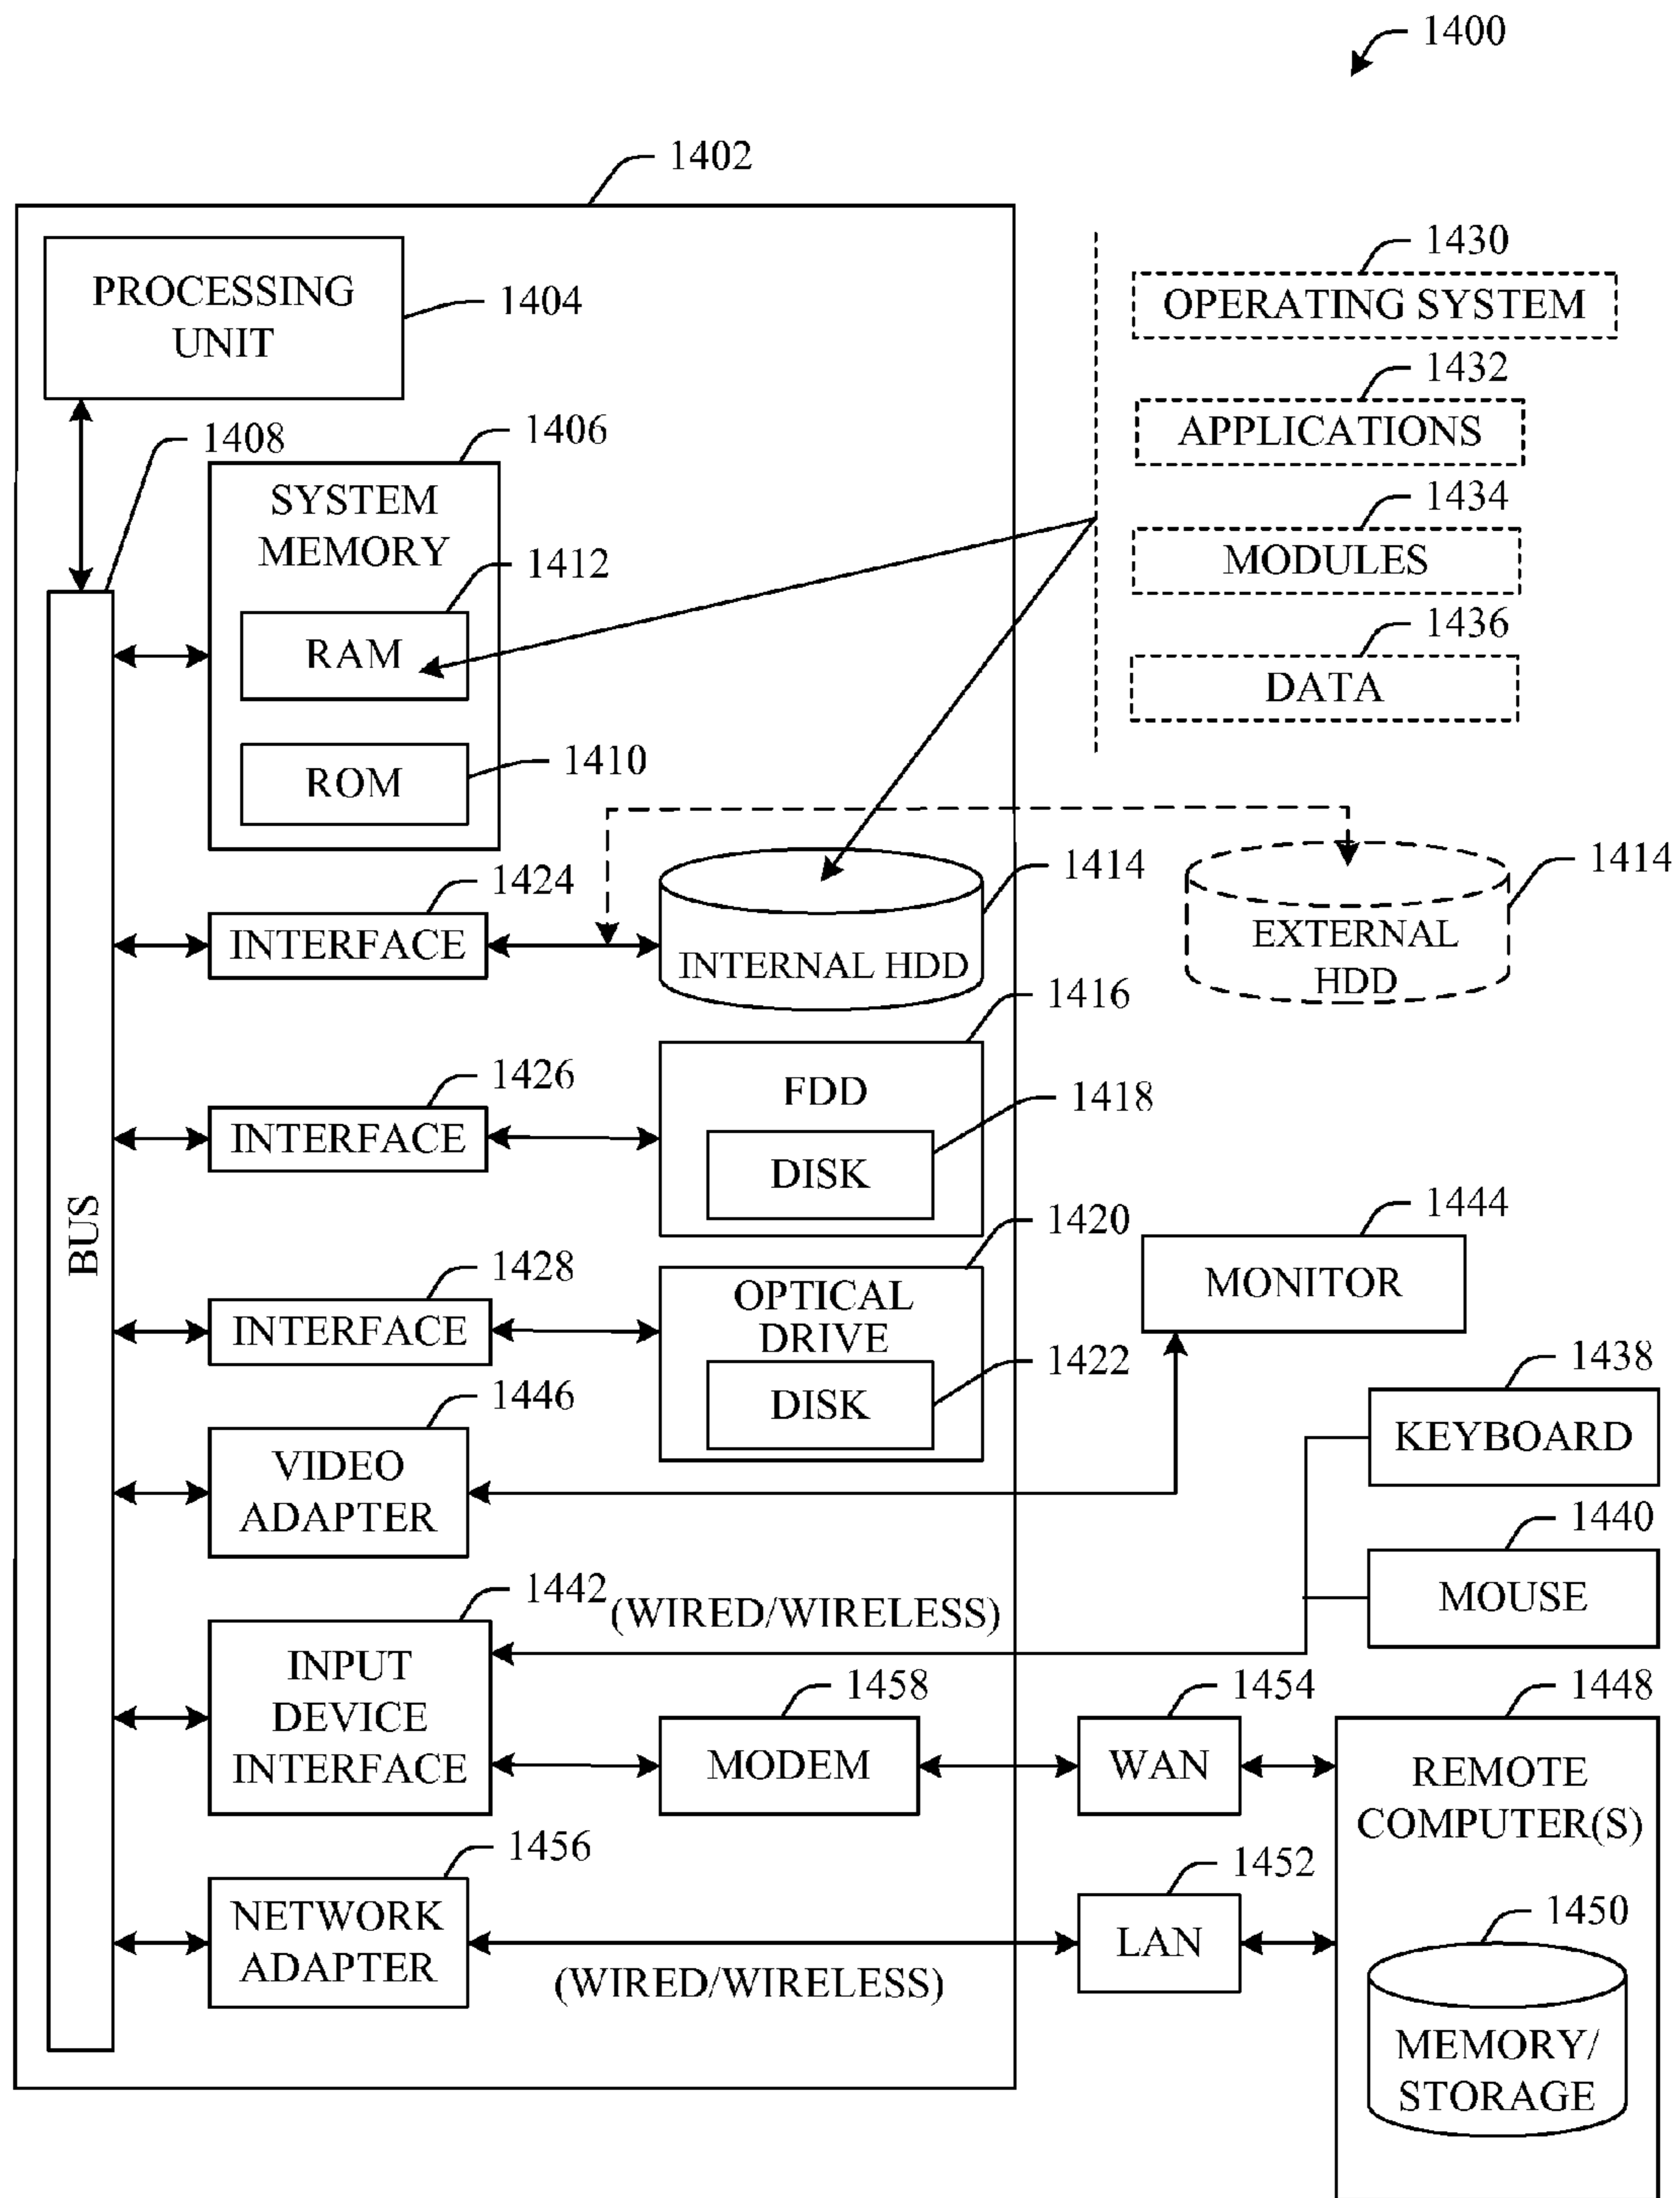 1400
1402
PROCESSING
UNIT
1404
1430
OPERATING SYSTEM
1432
APPLICATIONS
1434
MODULES
1436
DATA
1408
1406
SYSTEM
MEMORY
1412
RAM
1410
ROM
BUS
1424
INTERFACE
1414
INTERNAL HDD
1414
EXTERNAL
HDD
1426
INTERFACE
1416
FDD
1418
DISK
1428
INTERFACE
1420
OPTICAL
DRIVE
1422
DISK
1444
MONITOR
1446
VIDEO
ADAPTER
1438
KEYBOARD
1440
MOUSE
1442
(WIRED/WIRELESS)
INPUT
DEVICE
INTERFACE
1458
MODEM
1454
WAN
1448
REMOTE
COMPUTER(S)
1456
NETWORK
ADAPTER
(WIRED/WIRELESS)
1452
LAN
1450
MEMORY/
STORAGE